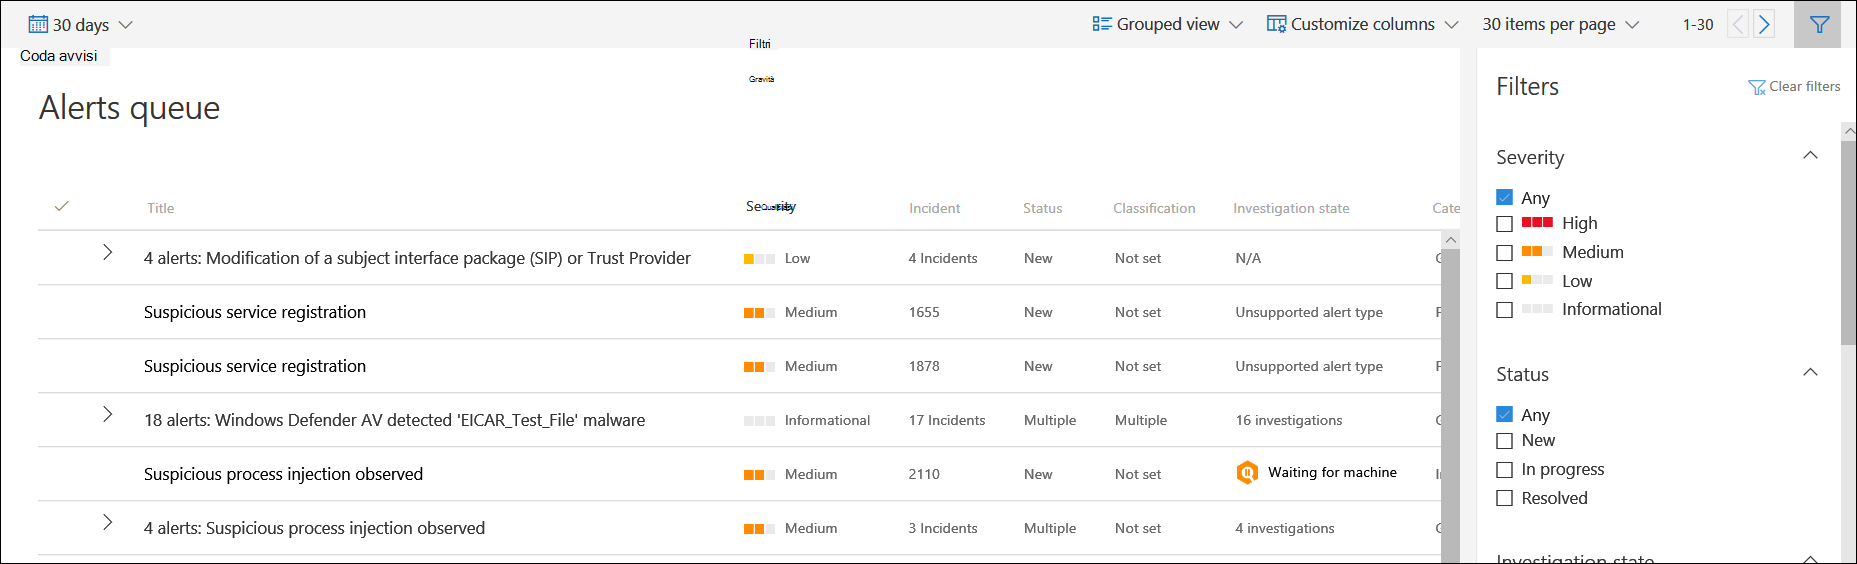 30 days
Grouped view
Customize columns
30 items per page
1-30
Coda avvisi
Filtri
Gravità
Alerts queue
Filters
Clear filters
Title
Severity
Incident
Status
Classification
Investigation state
Cate
4 alerts: Modification of a subject interface package (SIP) or Trust Provider
Low
4 Incidents
New
Not set
N/A
Suspicious service registration
Medium
1655
New
Not set
Unsupported alert type
Suspicious service registration
Medium
1878
New
Not set
Unsupported alert type
18 alerts: Windows Defender AV detected 'EICAR_Test_File' malware
Informational
17 Incidents
Multiple
Multiple
16 investigations
Suspicious process injection observed
Medium
2110
New
Not set
Waiting for machine
4 alerts: Suspicious process injection observed
Medium
3 Incidents
Multiple
Not set
4 investigations
Severity
Any
High
Medium
Low
Informational
Status
Any
New
In progress
Resolved
Investigation state